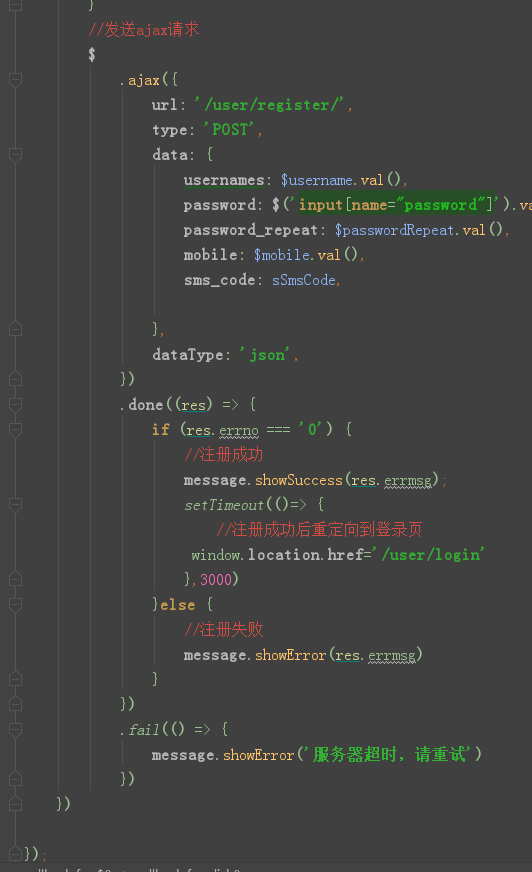 }
//发送ajax请求
$
.ajax({
url: '/user/register/',
type: 'POST',
data: {
usernames: $username.val(),
password: $('input[name="password"]').va
password_repeat: $passwordRepeat.val(),
mobile: $mobile.val(),
sms_code: sSmsCode,
},
dataType: 'json',
})
.done((res) => {
if (res.errno === '0') {
//注册成功
message.showSuccess(res.errmsg);
setTimeout(()=> {
//注册成功后重定向到登录页
window.location.href='/user/login'
},3000)
}else {
//注册失败
message.showError(res.errmsg)
}
})
.fail(() => {
message.showError('服务器超时，请重试')
})
})
});